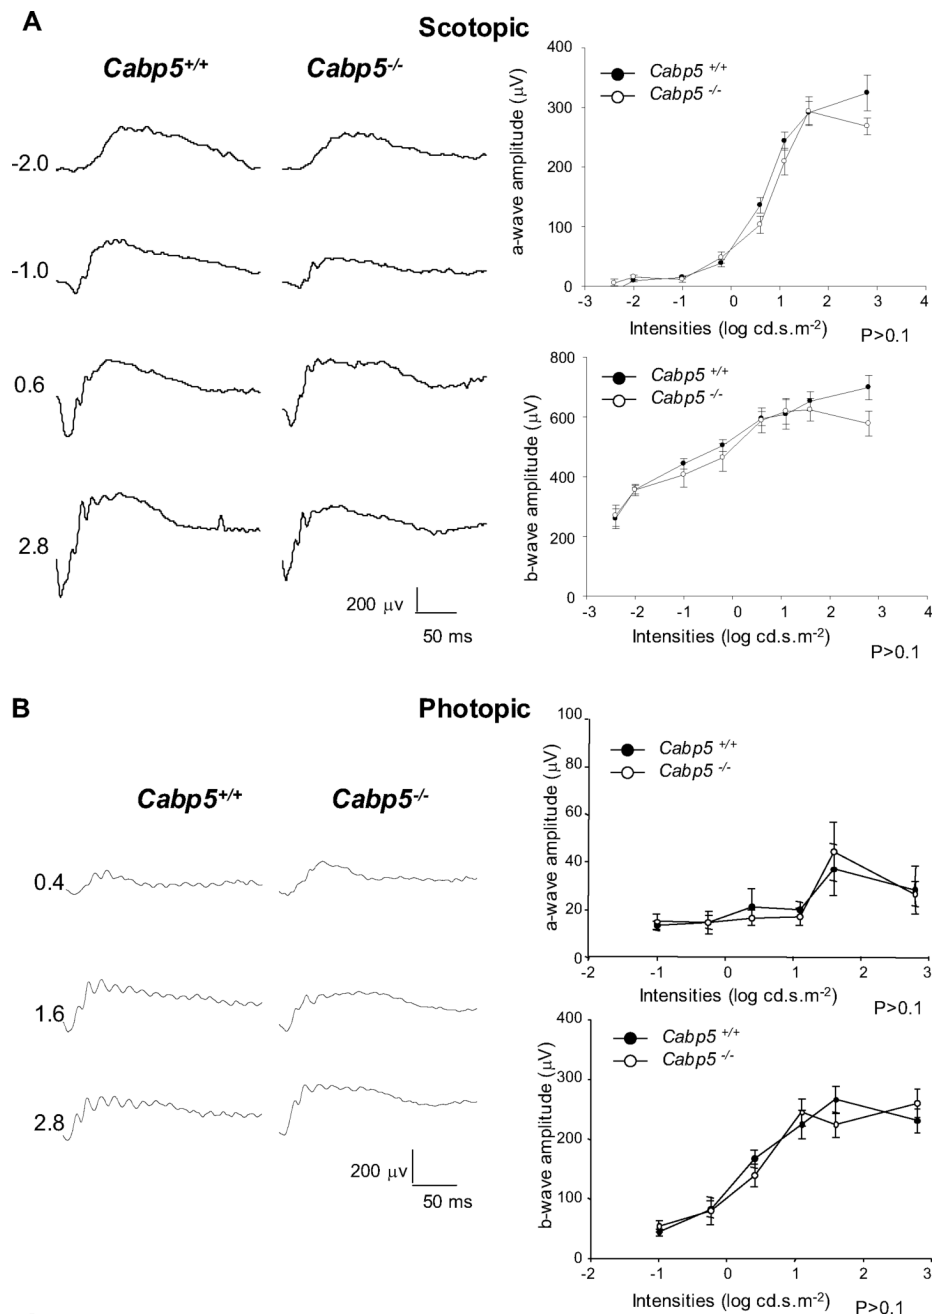 A
Scotopic
Cabp5+/+ Cabp5-/-
-2.0
-1.0
0.6
2.8
200 μv
50 ms
a-wave amplitude (μV)
400
300
200
100
0
Cabp5 +/+
Cabp5 -/-
-3 -2 -1 0 1 2 3 4
Intensities (log cd.s.m-2)
P>0.1
b-wave amplitude (μV)
800
600
400
200
0
Cabp5 +/+
Cabp5 -/-
-3 -2 -1 0 1 2 3 4
Intensities (log cd.s.m-2)
P>0.1
B
Photopic
Cabp5+/+ Cabp5-/-
0.4
1.6
2.8
200 μv
50 ms
a-wave amplitude (μV)
100
80
60
40
20
0
Cabp5 +/+
Cabp5 -/-
-2 -1 0 1 2 3
Intensities (log cd.s.m-2)
P>0.1
b-wave amplitude (μV)
400
300
200
100
0
Cabp5 +/+
Cabp5 -/-
-2 -1 0 1 2 3
Intensities (log cd.s.m-2)
P>0.1